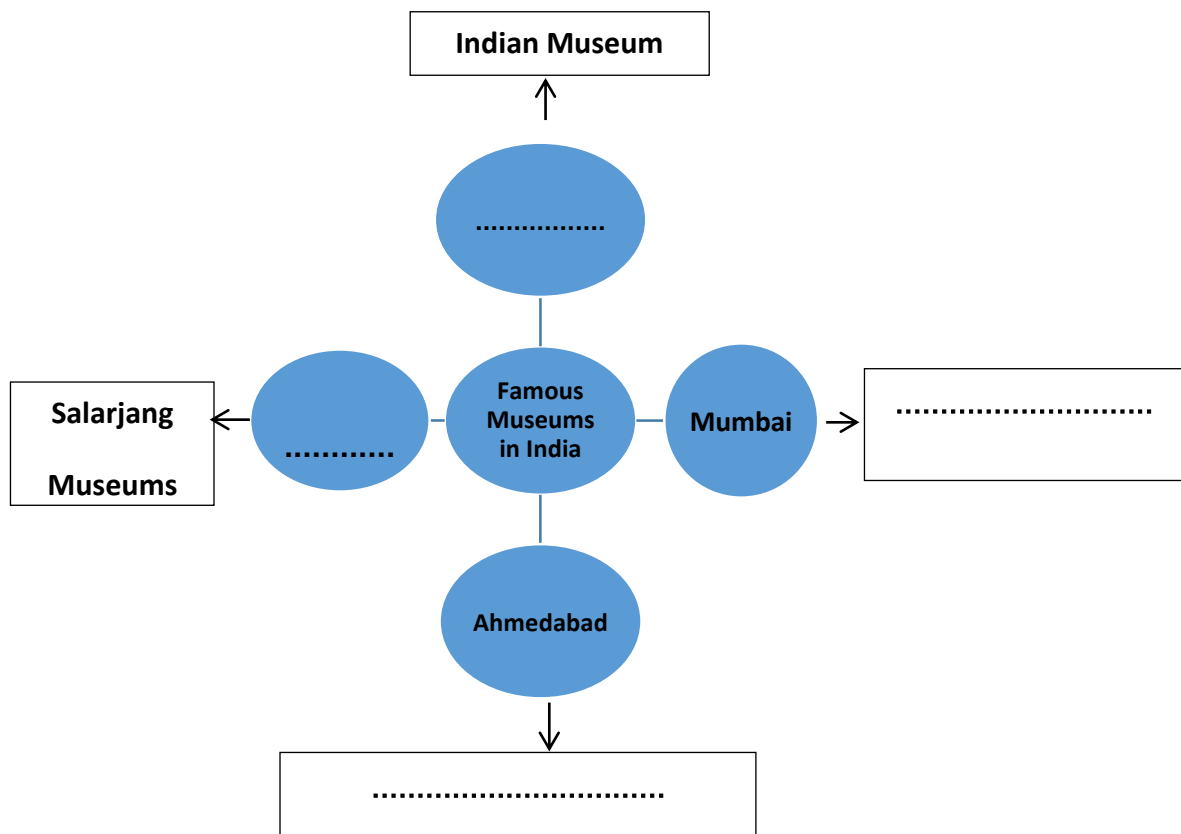 Indian Museum
.................
Salarjang
Museums
............
Famous
Museums
in India
Mumbai
............................
Ahmedabad
................................